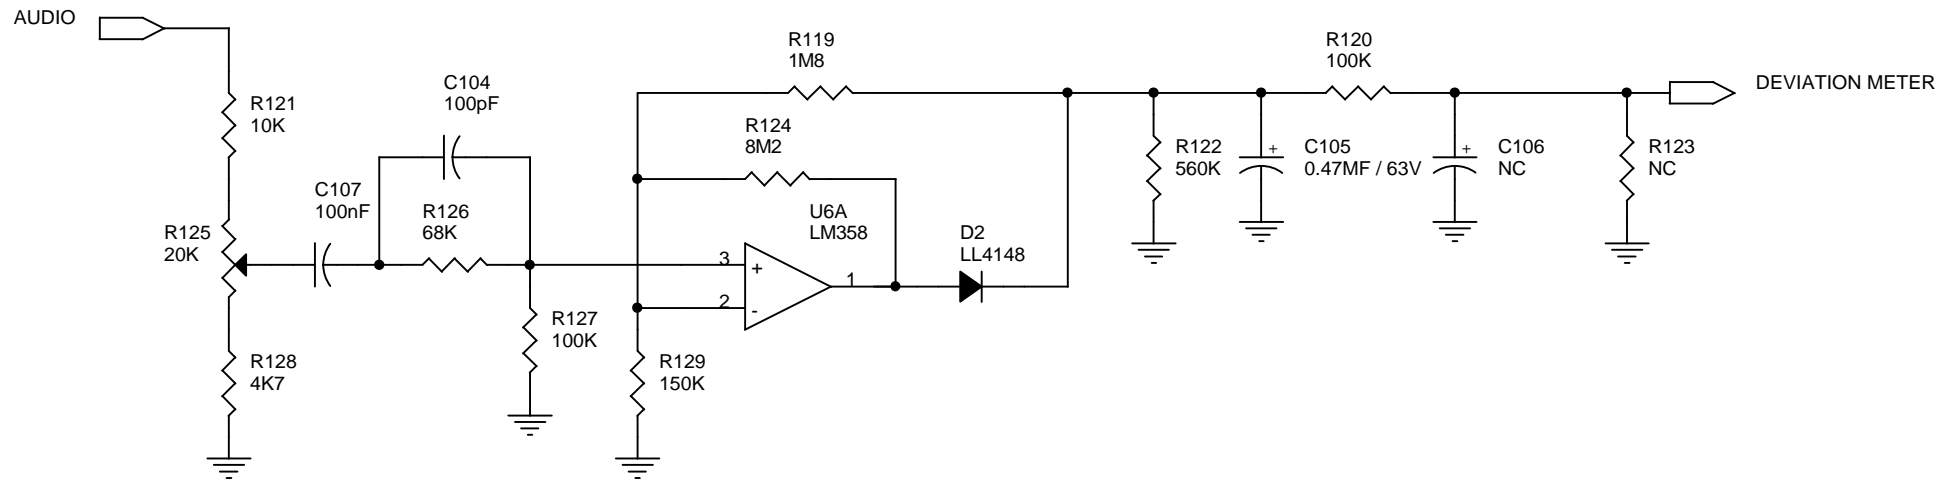 AUDIO
R121
10K
C104
100pF
R119
1M8
R120
100K
DEVIATION METER
R124
8M2
C107
100nF
R126
68K
U6A
LM358
R125
20K
D2
LL4148
R122
560K
+
C105
0.47MF / 63V
+
C106
NC
R123
NC
3
+
1
2
-
R127
100K
R128
4K7
R129
150K